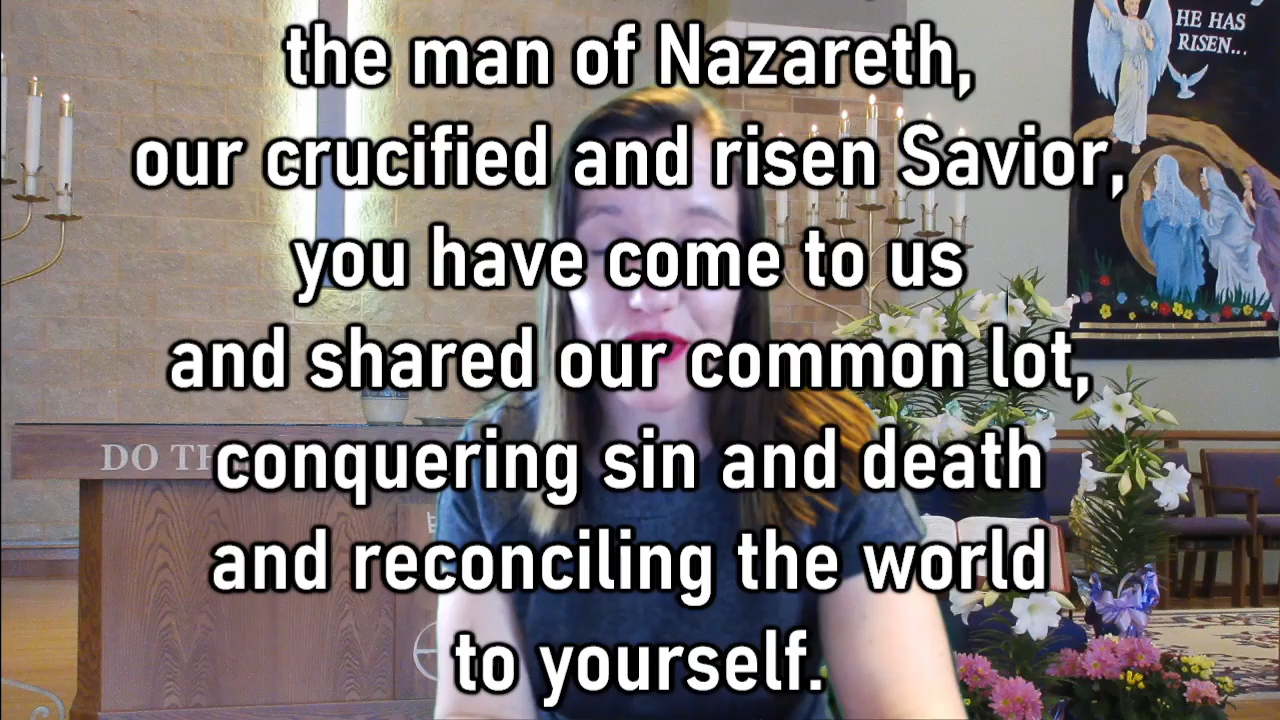 HE HAS
RISEN...
the man of Nazareth,
our crucified and risen Savior,
you have come to us
and shared our common lot,
DO TH
conquering sin and death
and reconciling the world
to yourself.